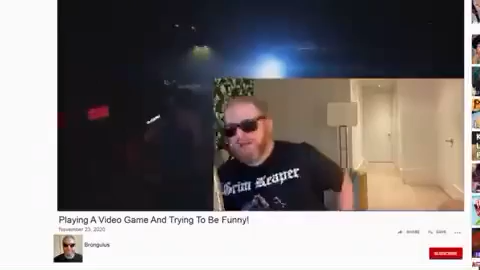 Grim Reaper
Playing A Video Game And Trying To Be Funny!
November 23, 2020
SHARE
SAVE
Brongulus
SUBSCRIBE